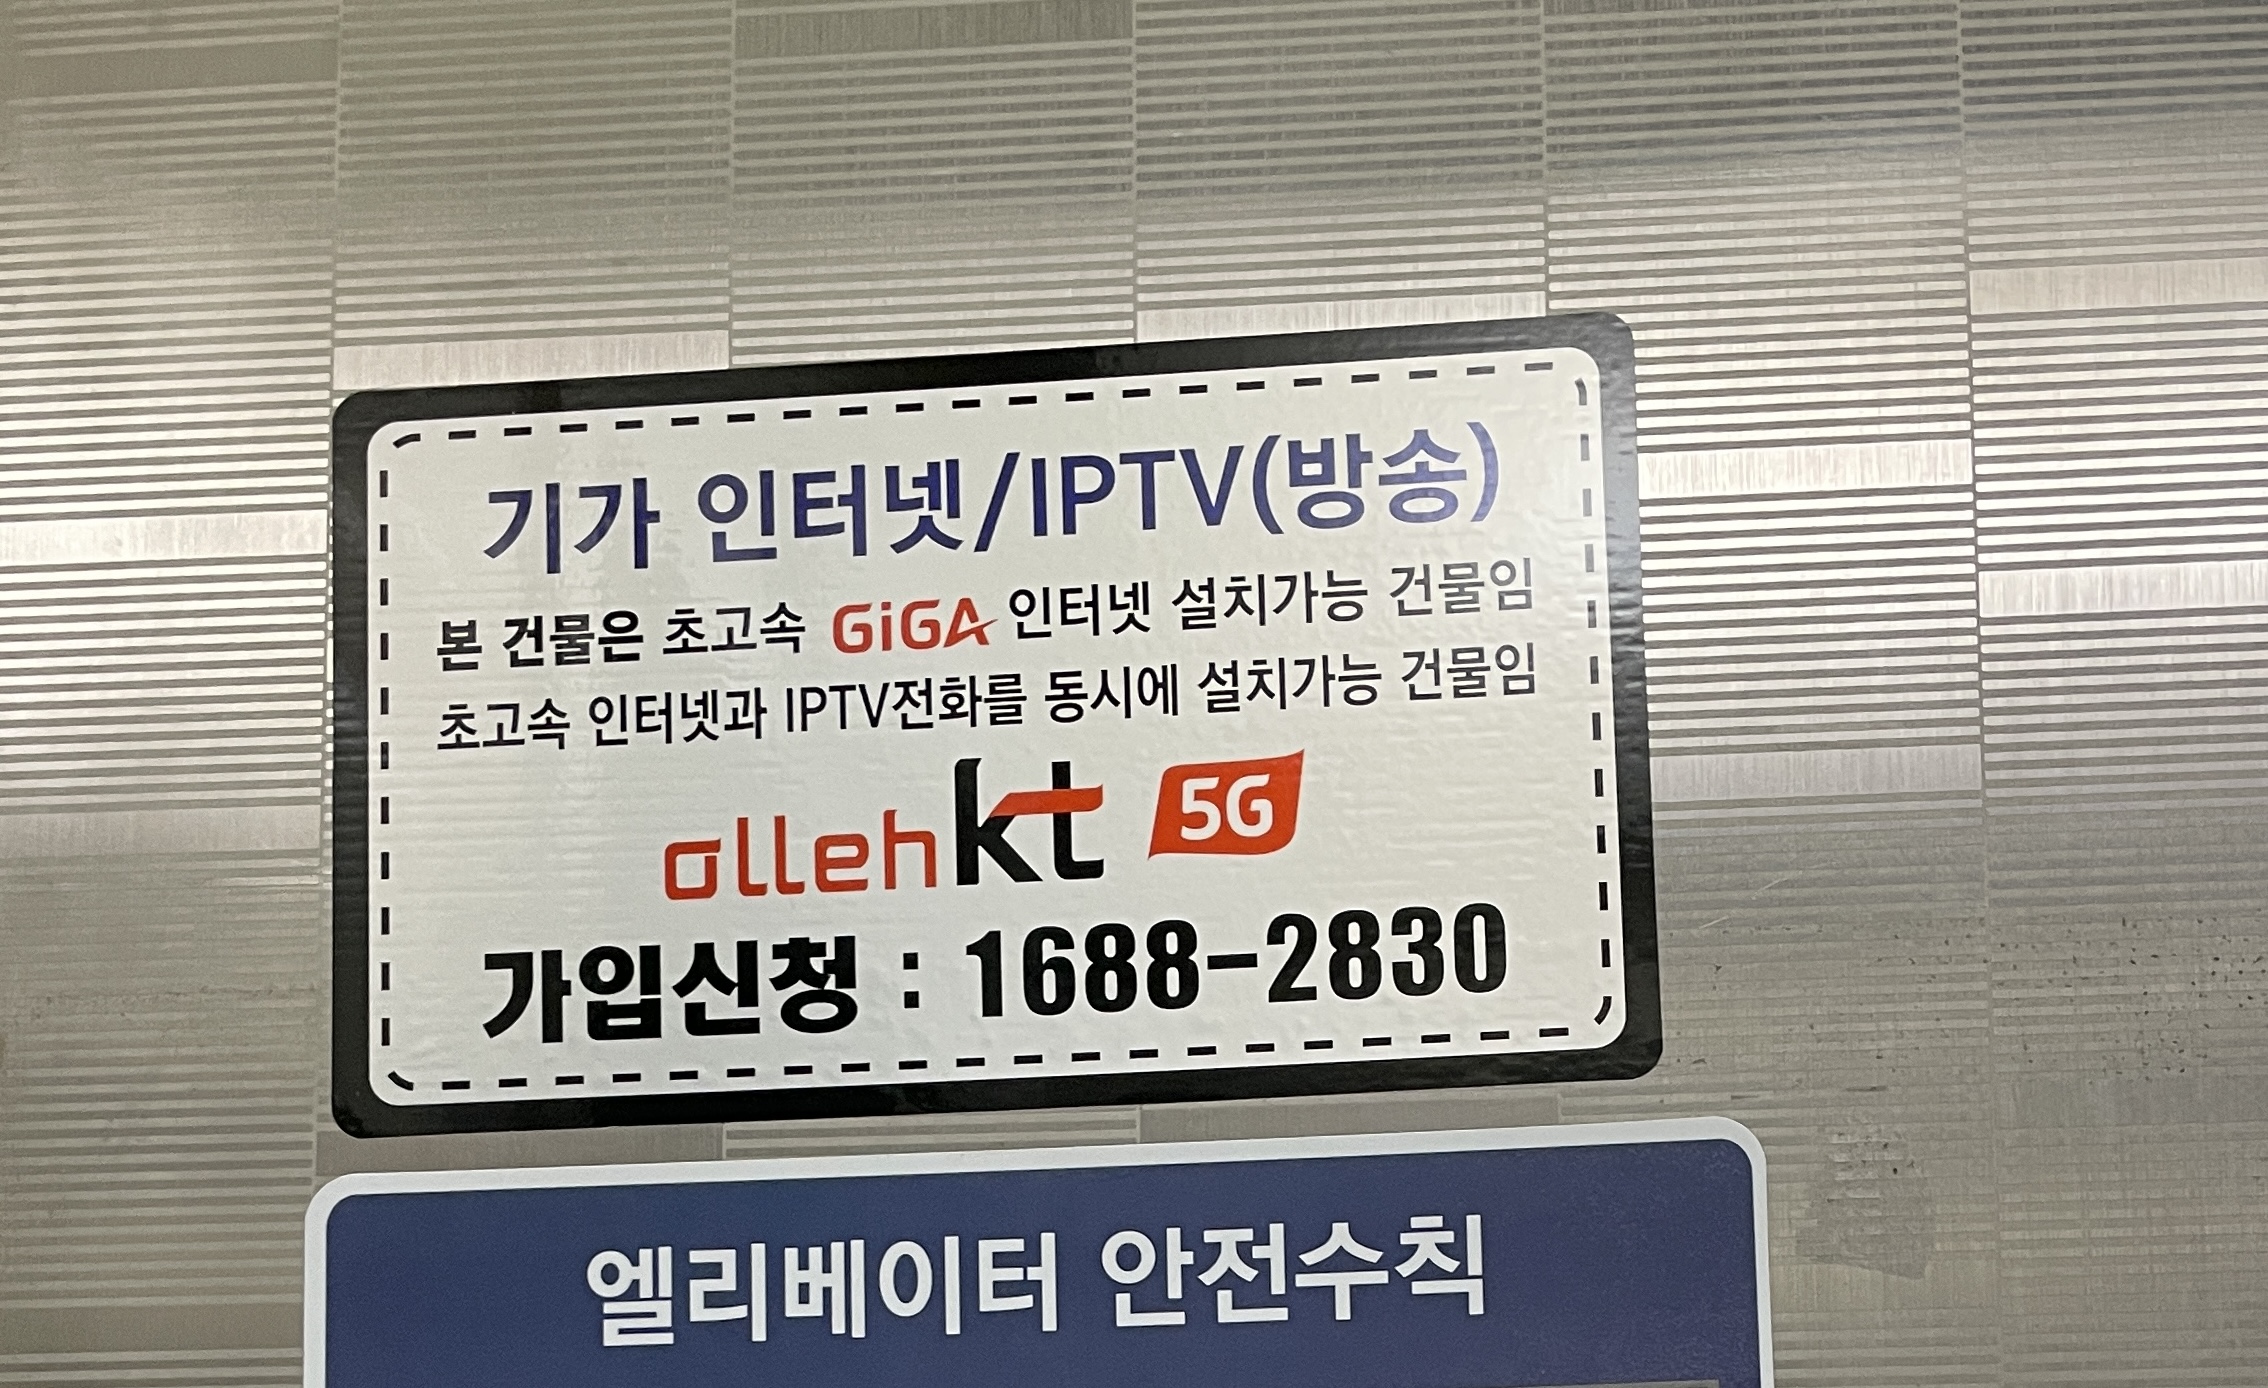 기가 인터넷/IPTV(방송)
본 건물은 초고속 GiGA 인터넷 설치가능 건물임
초고속 인터넷과 IPTV전화를 동시에 설치가능 건물임
ollehkt 5G
가입신청 : 1688-2830
엘리베이터 안전수칙